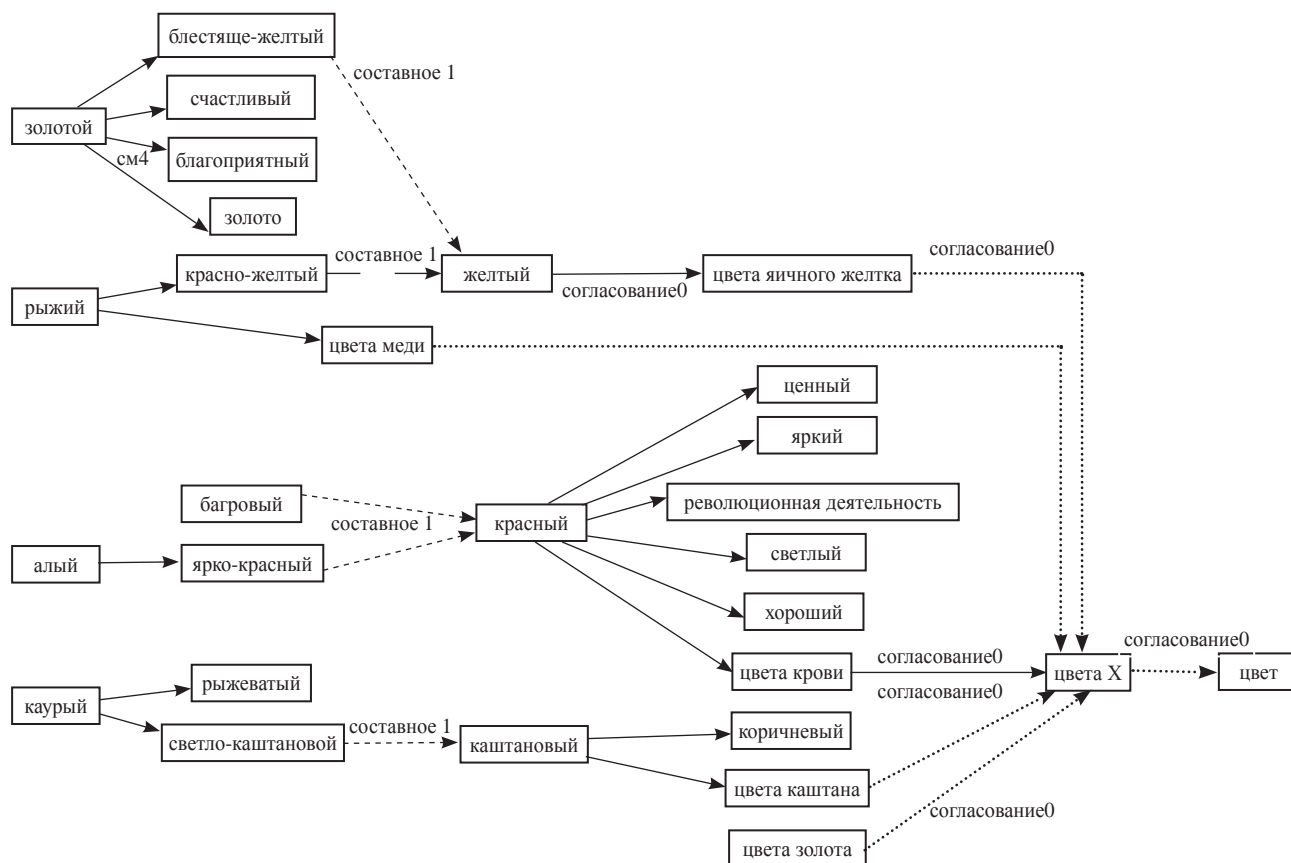 блестяще-желтый
составное 1
счастливый
золотой
см4
благоприятный
золото
красно-желтый
составное 1
желтый
согласование0
цвета яичного желтка
согласование0
рыжий
цвета меди
ценный
яркий
багровый
составное 1
красный
революционная деятельность
алый
ярко-красный
светлый
хороший
цвета крови
согласование0
согласование0
цвета X
согласование0
цвет
каурый
рыжеватый
светло-каштановой
составное 1
каштановый
коричневый
цвета каштана
согласование0
цвета золота